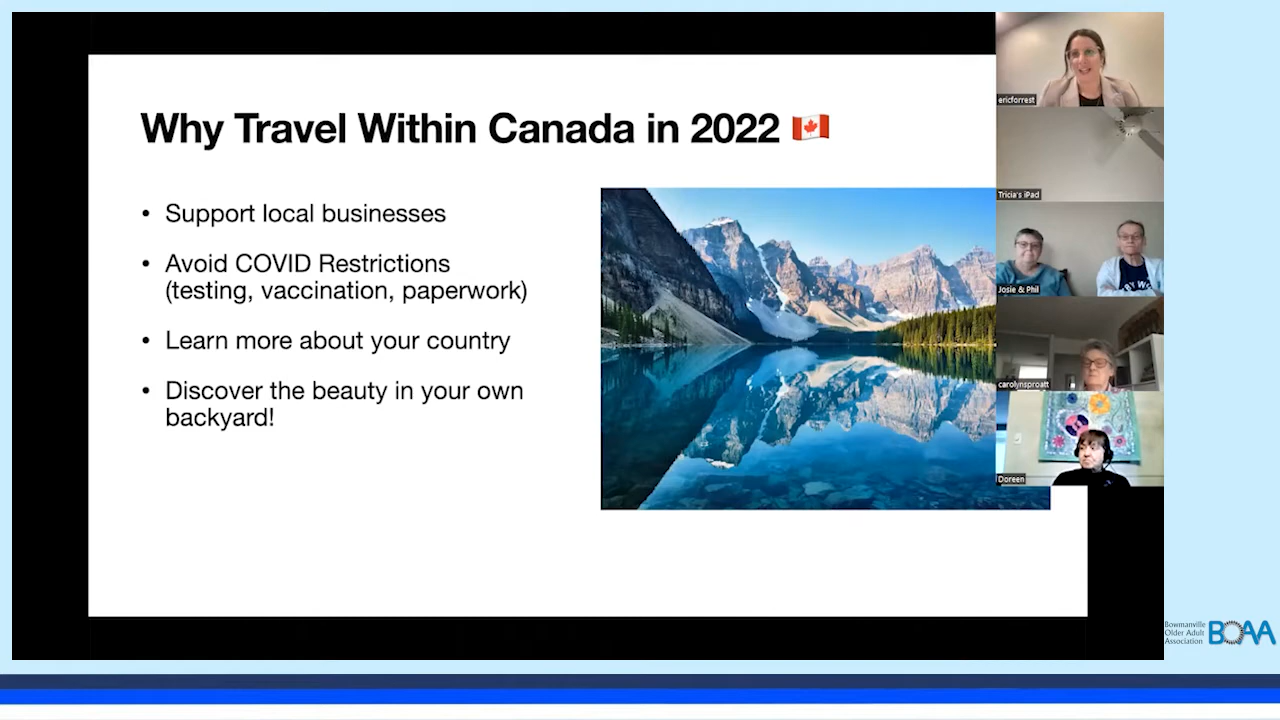 Why Travel Within Canada in 2022
• Support local businesses
• Avoid COVID Restrictions
(testing, vaccination, paperwork)
• Learn more about your country
• Discover the beauty in your own
backyard!
ericforrest
Tricia's iPad
Josie & Phil
carolynsproatt
Doreen
Bowmanville
Older Adult
Association
BOAA